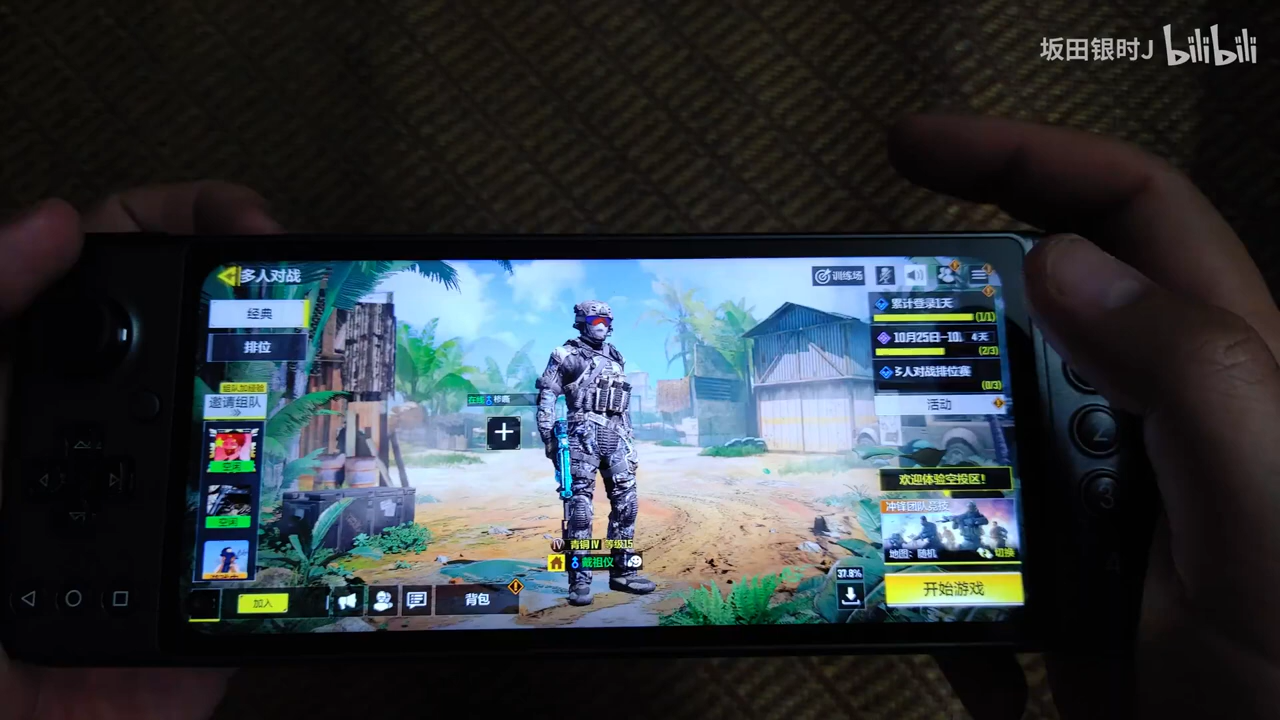 坂田银时J bilibili
多人对战
训练场
经典
排位
组队加经验
邀请组队
空闲
空闲
加入
背包
在线
青铜 IV 等级15
戴祖仪
累计登录1天
(1/1)
10月25日-10. 4天
(2/3)
多人对战排位赛
(0/3)
活动
欢迎体验空投区!
冲锋团队竞技
地图:随机
切换
37.8%
开始游戏
2
3